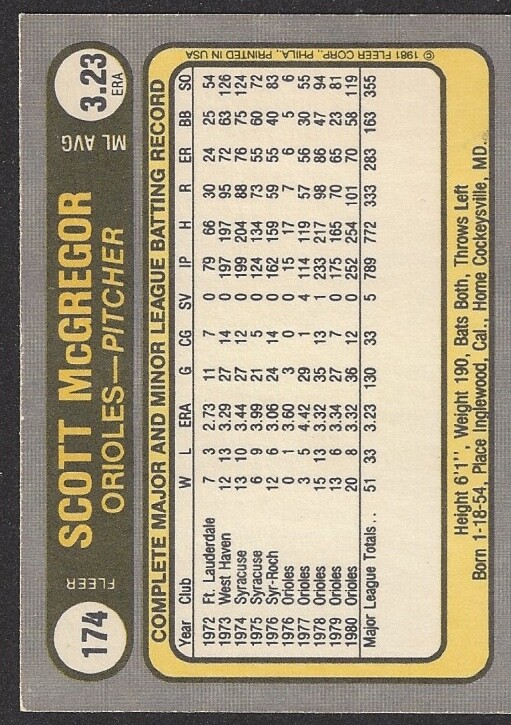 174
FLEER
SCOTT McGREGOR
ORIOLES—PITCHER
ML AVG
3.23
ERA
COMPLETE MAJOR AND MINOR LEAGUE BATTING RECORD
Year Club W L ERA G CG SV IP H R ER BB SO
1972 Ft. Lauderdale 7 3 2.73 11 7 0 79 66 30 24 25 54
1973 West Haven 12 13 3.29 27 14 0 197 197 95 72 63 126
1974 Syracuse 13 10 3.44 27 12 0 199 204 88 76 75 124
1975 Syracuse 6 9 3.99 21 5 0 124 134 73 55 60 72
1976 Syr-Roch 12 6 3.06 24 14 0 162 159 59 55 40 83
1976 Orioles 0 1 3.60 3 0 0 15 17 7 6 5 6
1977 Orioles 3 5 4.42 29 1 4 114 119 57 56 30 55
1978 Orioles 15 13 3.32 35 13 1 233 217 98 86 47 94
1979 Orioles 13 6 3.34 27 7 0 175 165 70 65 23 81
1980 Orioles 20 8 3.32 36 12 0 252 254 101 70 58 119
Major League Totals . . 51 33 3.23 130 33 5 789 772 333 283 163 355
Height 6'1", Weight 190, Bats Both, Throws Left
Born 1-18-54, Place Inglewood, Cal., Home Cockeysville, MD.
© 1981 FLEER CORP., PHILA., PRINTED IN USA